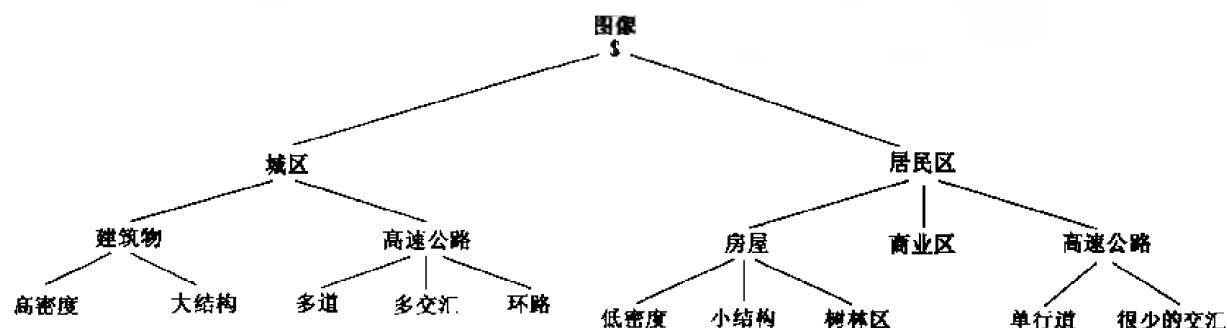 图像
$
城区
居民区
建筑物
高速公路
房屋
商业区
高速公路
高密度
大结构
多道
多交汇
环路
低密度
小结构
树林区
单行道
很少的交汇